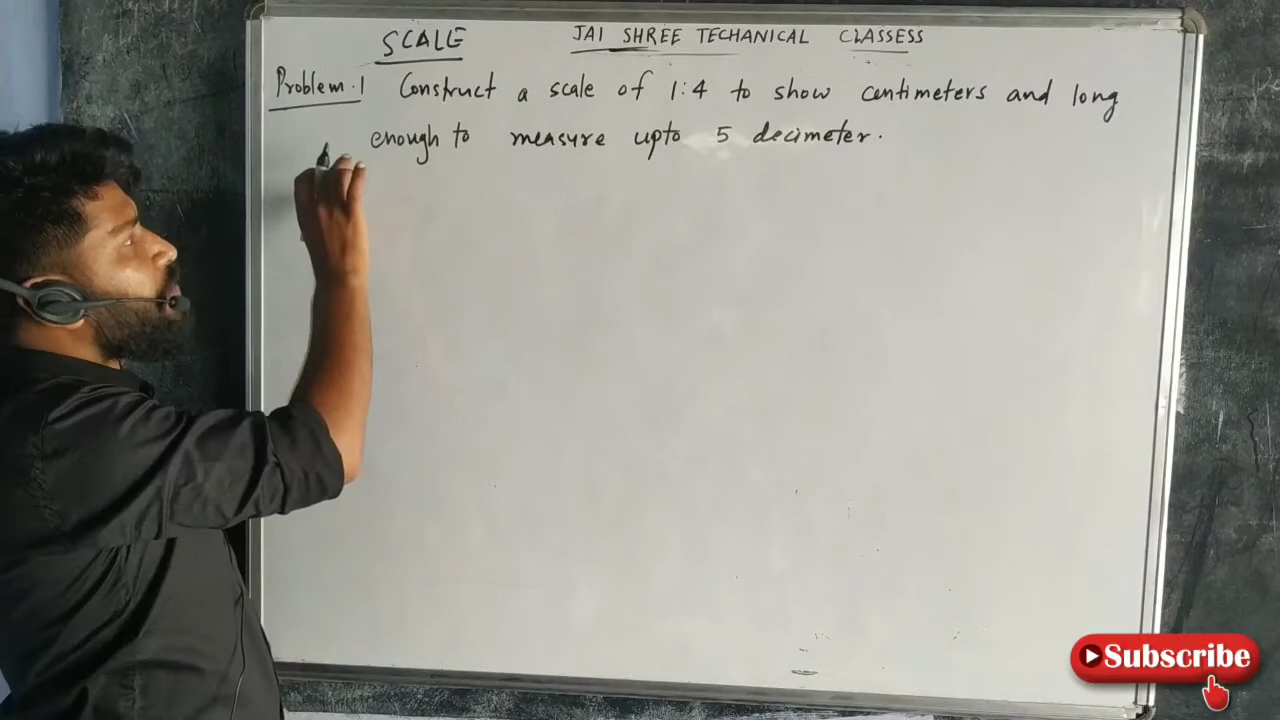 SCALE JAI SHREE TECHANICAL CLASSESS
Problem.1 Construct a scale of 1:4 to show centimeters and long
enough to measure upto 5 decimeter.
Subscribe